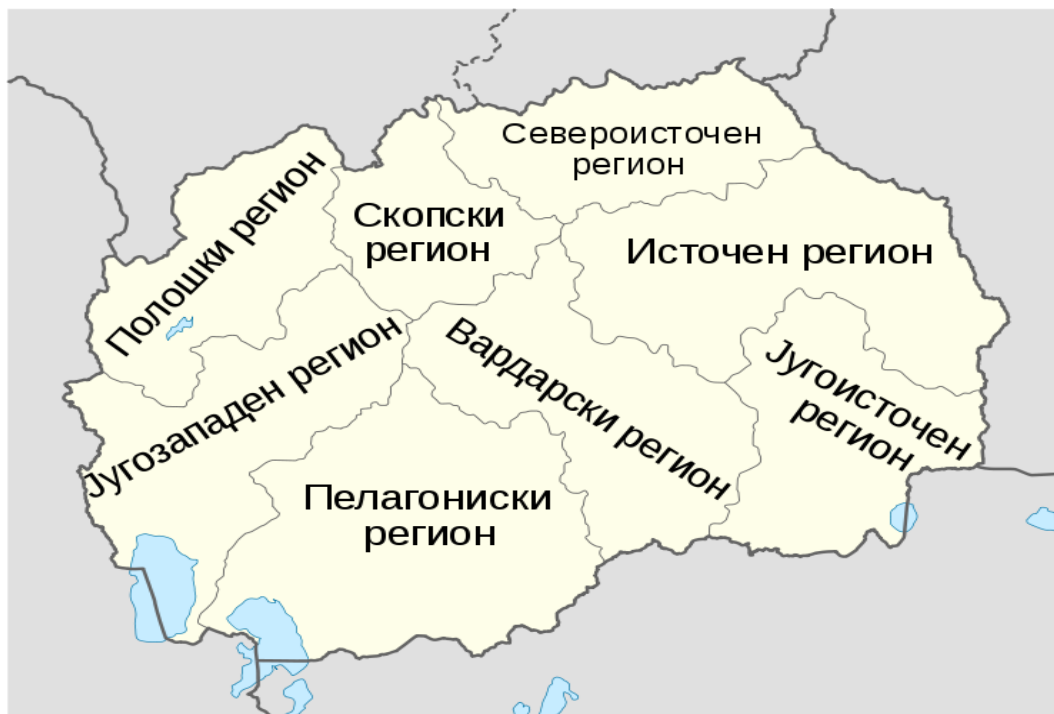 Североисточен
регион
Полошки регион
Скопски
регион
Источен регион
Југозападен регион
Вардарски регион
Југоисточен
регион
Пелагониски
регион